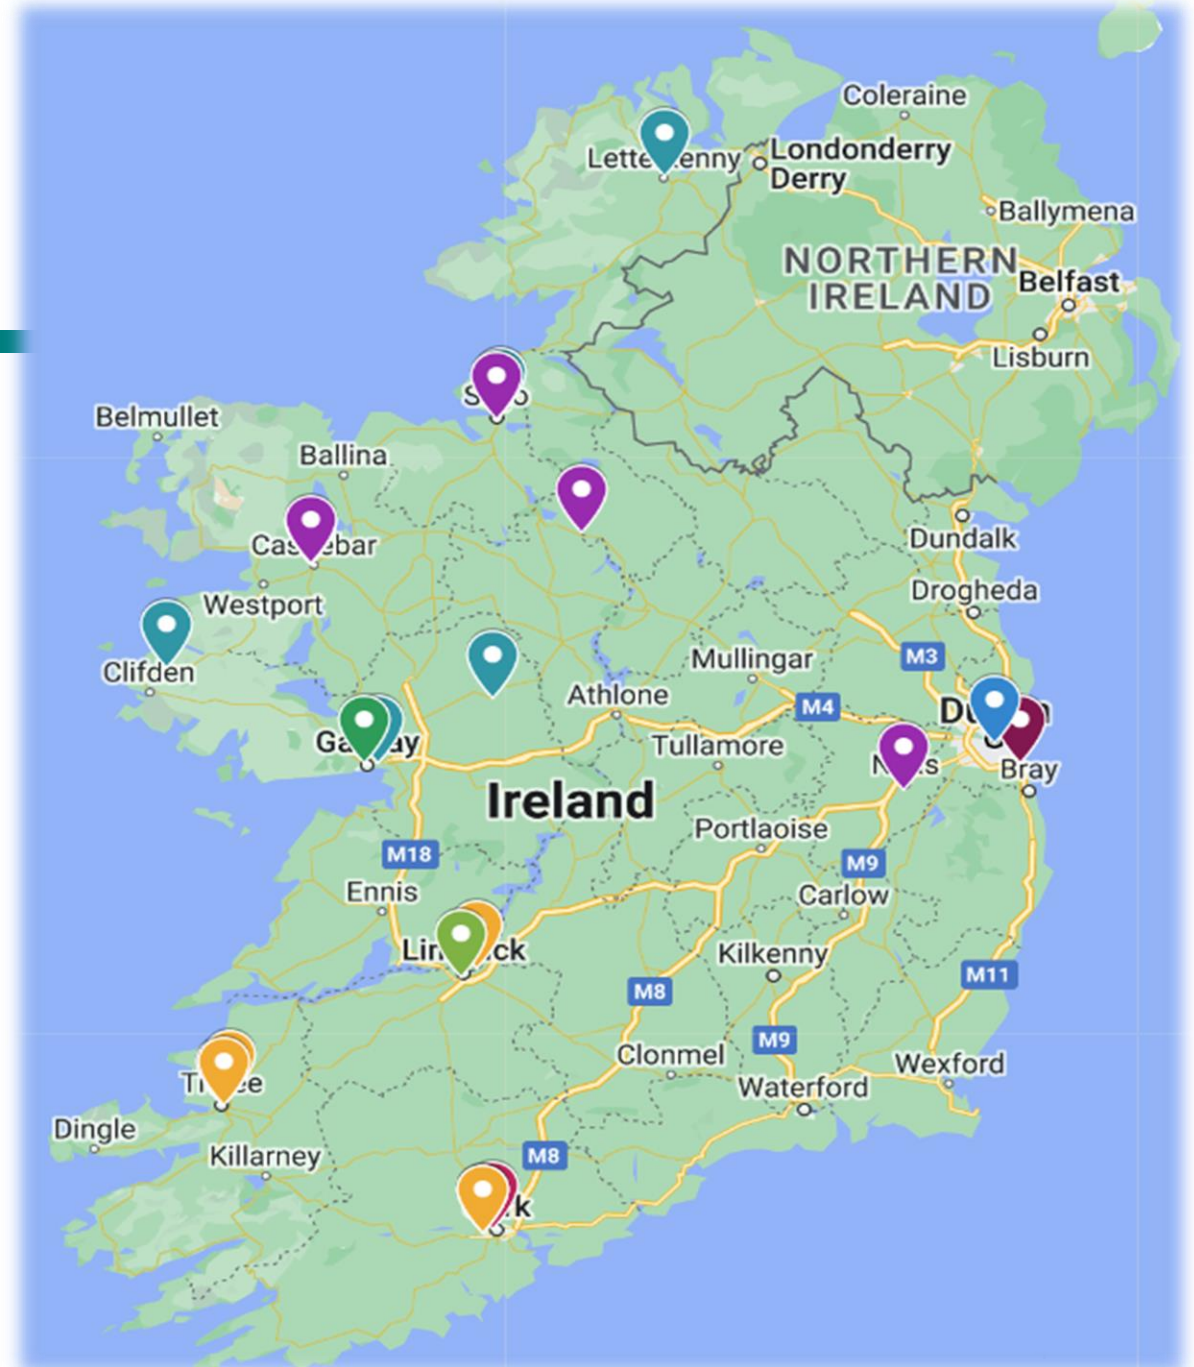 Coleraine
Londonderry
Derry
Ballymena
NORTHERN
IRELAND
Belfast
Lisburn
Belmullet
Ballina
Dundalk
Drogheda
Westport
Clifden
Mullingar
M3
Athlone
M4
Tullamore
Bray
Ireland
Portlaoise
M18
M9
Ennis
Carlow
Kilkenny
M11
M8
M9
Clonmel
Wexford
Waterford
Dingle
Killarney
M8